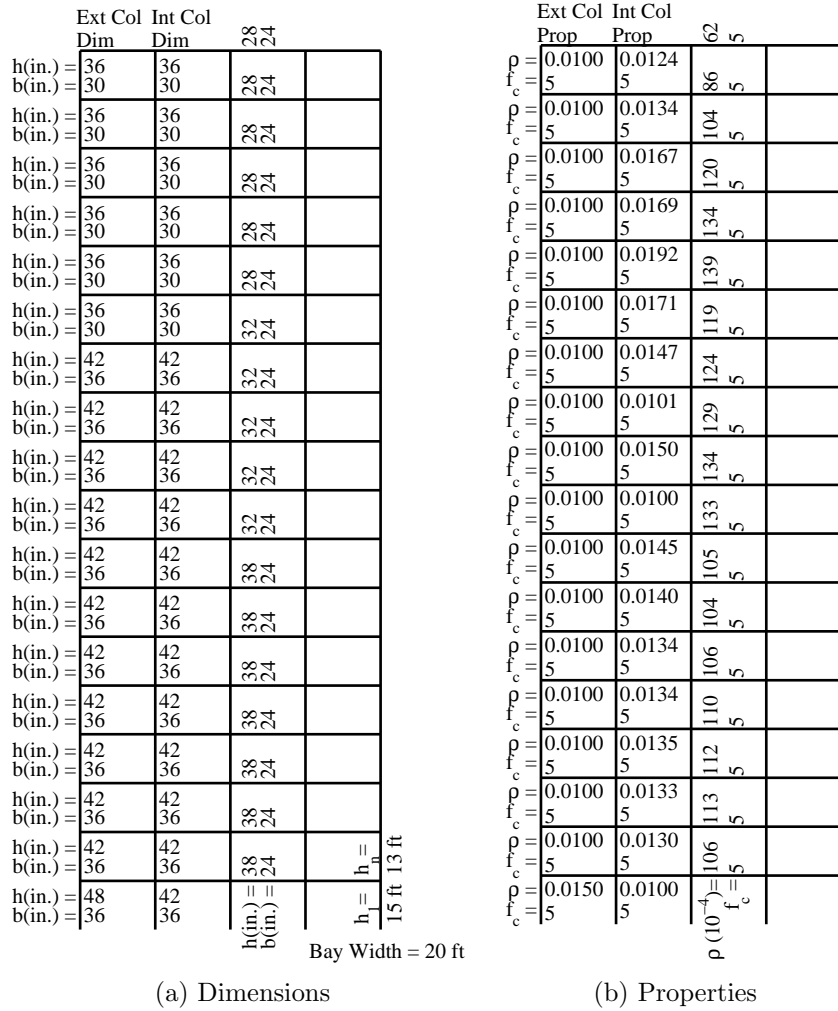 Ext Col Int Col
Dim Dim
28
24
h(in.) = 36 36
b(in.) = 30 30
28
24
h(in.) = 36 36
b(in.) = 30 30
28
24
h(in.) = 36 36
b(in.) = 30 30
28
24
h(in.) = 36 36
b(in.) = 30 30
28
24
h(in.) = 36 36
b(in.) = 30 30
28
24
h(in.) = 36 36
b(in.) = 30 30
32
24
h(in.) = 42 42
b(in.) = 36 36
32
24
h(in.) = 42 42
b(in.) = 36 36
32
24
h(in.) = 42 42
b(in.) = 36 36
32
24
h(in.) = 42 42
b(in.) = 36 36
32
24
h(in.) = 42 42
b(in.) = 36 36
38
24
h(in.) = 42 42
b(in.) = 36 36
38
24
h(in.) = 42 42
b(in.) = 36 36
38
24
h(in.) = 42 42
b(in.) = 36 36
38
24
h(in.) = 42 42
b(in.) = 36 36
38
24
h(in.) = 42 42
b(in.) = 36 36
38
24
h(in.) = 42 42
b(in.) = 36 36
h(in.) = 38
b(in.) = 24
h_n = 13 ft
h(in.) = 48 42
b(in.) = 36 36
h_1 = 15 ft
Bay Width = 20 ft
(a) Dimensions
Ext Col Int Col
Prop Prop
62
5
ρ = 0.0100 0.0124
f_c = 5 5
86
5
ρ = 0.0100 0.0134
f_c = 5 5
104
5
ρ = 0.0100 0.0167
f_c = 5 5
120
5
ρ = 0.0100 0.0169
f_c = 5 5
134
5
ρ = 0.0100 0.0192
f_c = 5 5
139
5
ρ = 0.0100 0.0171
f_c = 5 5
119
5
ρ = 0.0100 0.0147
f_c = 5 5
124
5
ρ = 0.0100 0.0101
f_c = 5 5
129
5
ρ = 0.0100 0.0150
f_c = 5 5
134
5
ρ = 0.0100 0.0100
f_c = 5 5
133
5
ρ = 0.0100 0.0145
f_c = 5 5
105
5
ρ = 0.0100 0.0140
f_c = 5 5
104
5
ρ = 0.0100 0.0134
f_c = 5 5
106
5
ρ = 0.0100 0.0134
f_c = 5 5
110
5
ρ = 0.0100 0.0135
f_c = 5 5
112
5
ρ = 0.0100 0.0133
f_c = 5 5
113
5
ρ = 0.0100 0.0130
f_c = 5 5
ρ (10⁻⁴)= 106
f_c = 5
ρ = 0.0150 0.0100
f_c = 5 5
(b) Properties